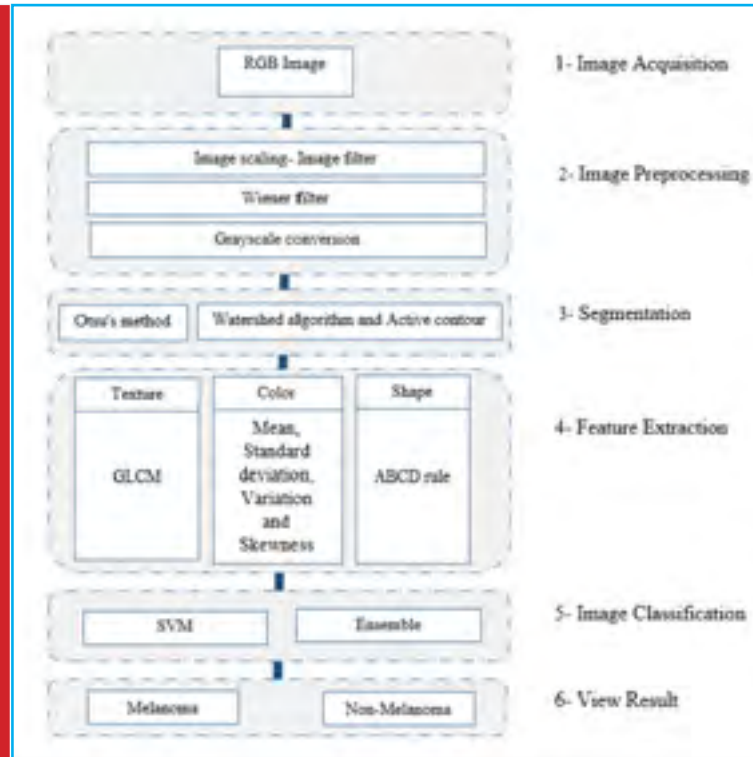 RGB Image
1- Image Acquisition
Image scaling- Image filter
Wiener filter
Grayscale conversion
2- Image Preprocessing
Otsu's method
Watershed algorithm and Active contour
3- Segmentation
Texture
GLCM
Color
Mean,
Standard
deviation,
Variation
and
Skewness
Shape
ABCD rule
4- Feature Extraction
SVM
Ensemble
5- Image Classification
Melanoma
Non-Melanoma
6- View Result